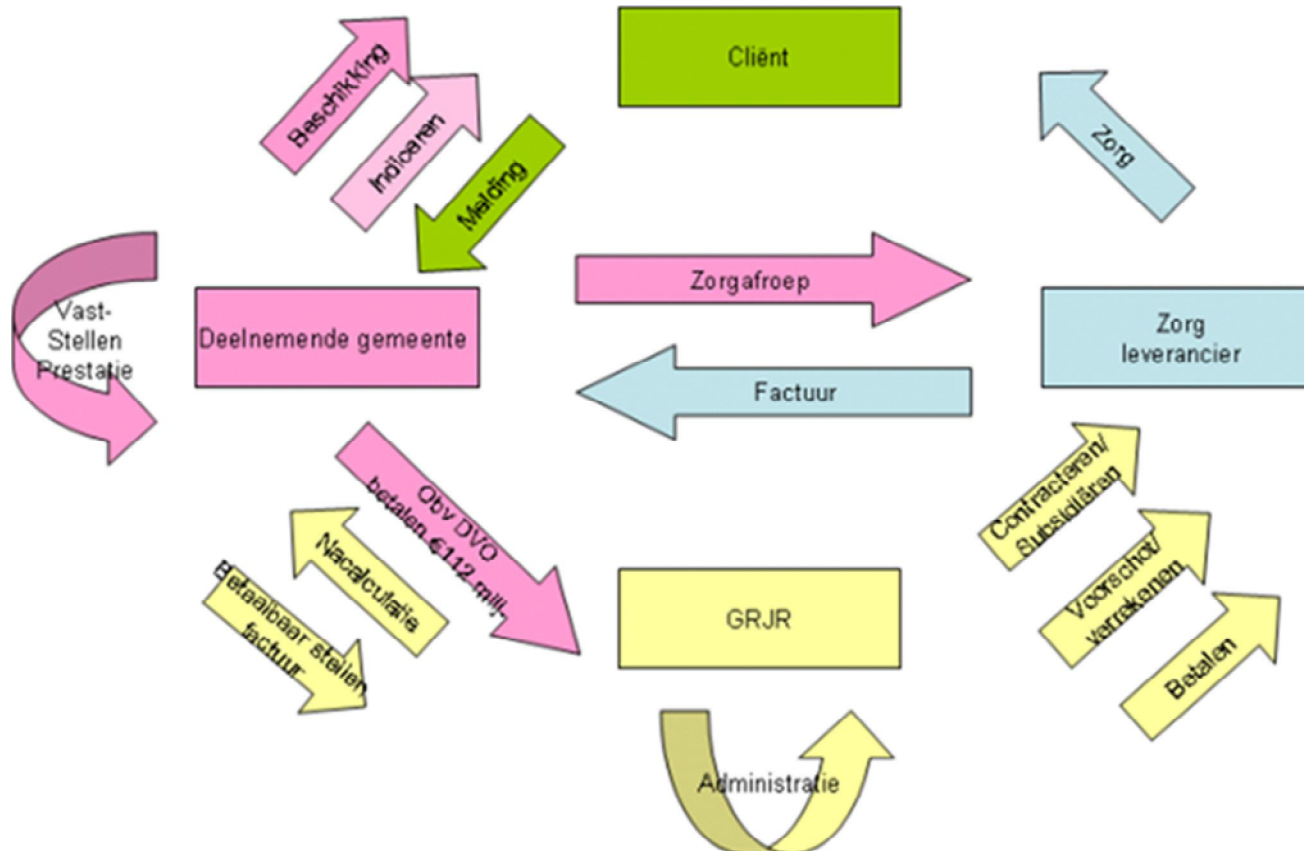 Beschikking
Indiceren
Melding
Cliënt
Zorg
Vast-
Stellen
Prestatie
Deelnemende gemeente
Zorgafroep
Factuur
Zorg
leverancier
Obv DVO
betalen €112 milj.
Nacalculatie
Betaalbaar stellen
factuur
GRJR
Contracteren/
Subsidiëren
Voorschot/
verrekenen
Betalen
Administratie